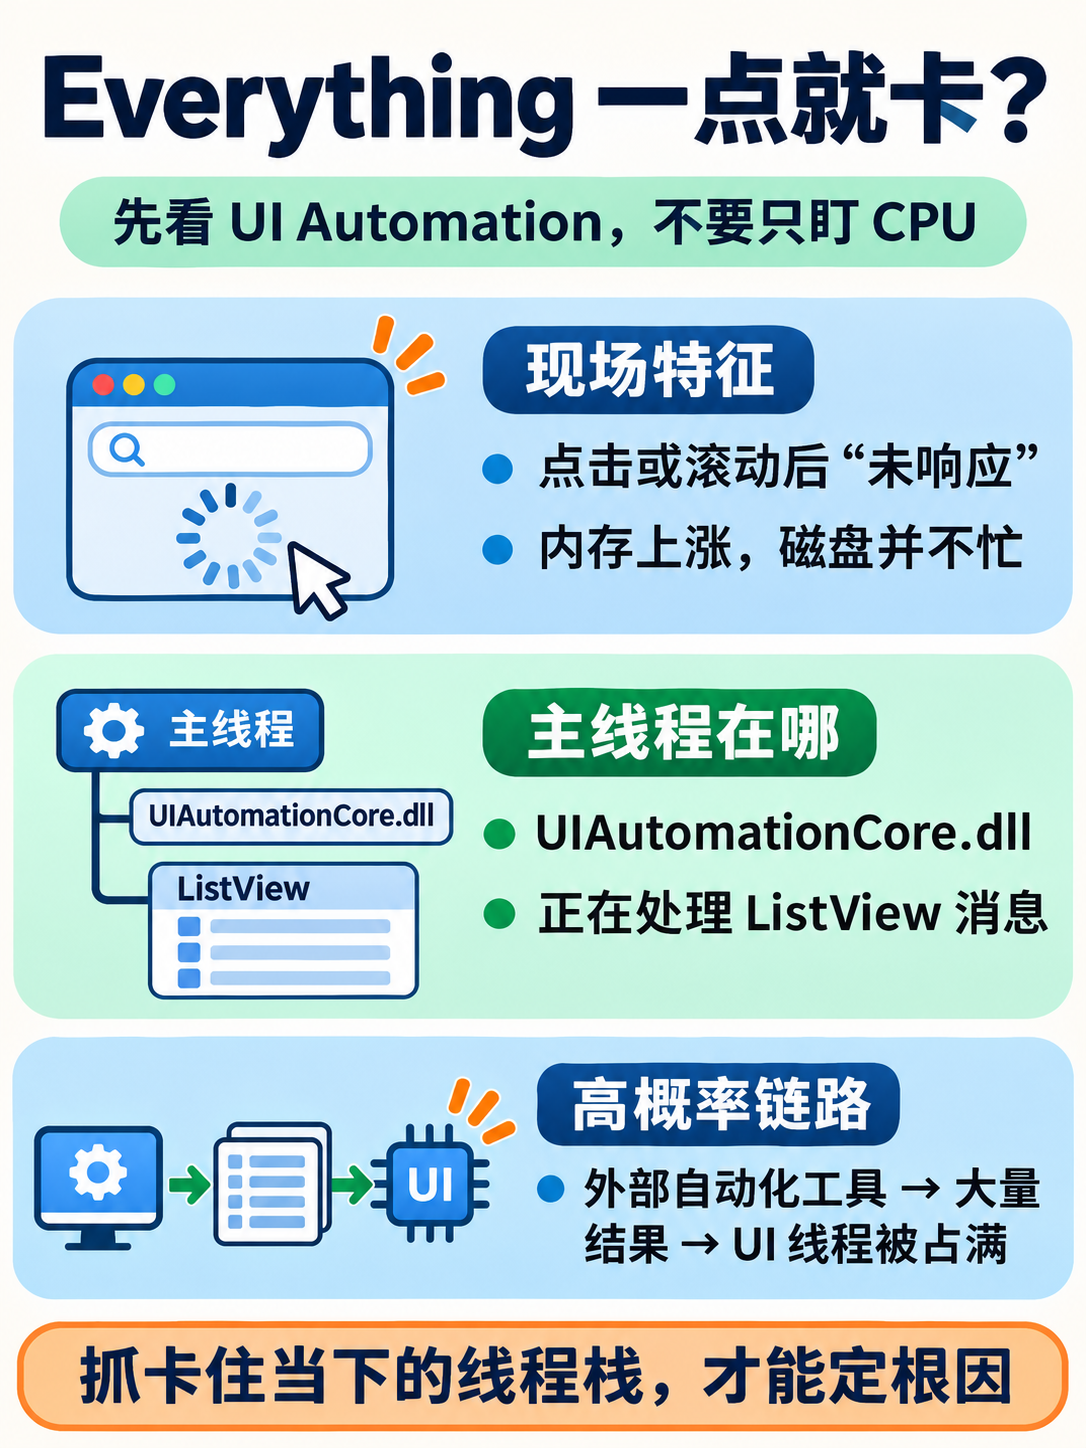 Everything 一点就卡？
先看 UI Automation，不要只盯 CPU
现场特征
点击或滚动后“未响应”
内存上涨，磁盘并不忙
主线程
UIAutomationCore.dll
ListView
主线程在哪
UIAutomationCore.dll
正在处理 ListView 消息
UI
高概率链路
外部自动化工具 → 大量
结果 → UI 线程被占满
抓卡住当下的线程栈，才能定根因